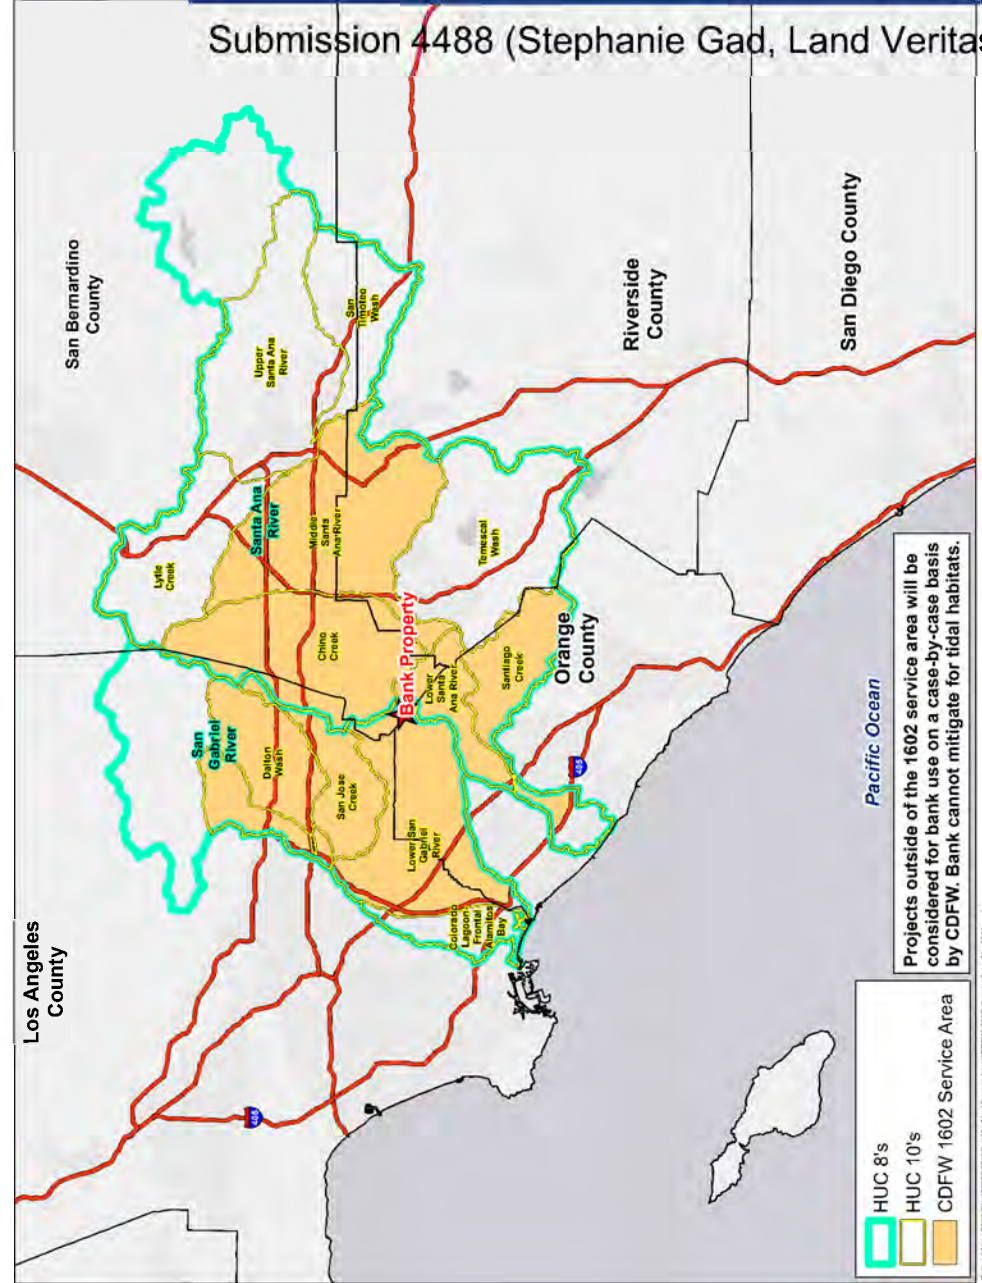 Submission 4488 (Stephanie Gad, Land Veritas
Los Angeles
County
San Bernardino
County
Riverside
County
San Diego County
Orange
County
San
Gabriel
River
Santa Ana
River
Lytle
Creek
Upper
Santa Ana
River
San
Timoteo
Wash
Middle
Santa
Ana River
Chino
Creek
Temescal
Wash
Dalton
Wash
San Jose
Creek
Lower San
Gabriel
River
Lower
Santa
Ana River
Santiago
Creek
Colorado
Lagoon
Frontal
Alamitos
Bay
Bank Property
405
405
Pacific Ocean
Projects outside of the 1602 service area will be
considered for bank use on a case-by-case basis
by CDFW. Bank cannot mitigate for tidal habitats.
HUC 8's
HUC 10's
CDFW 1602 Service Area